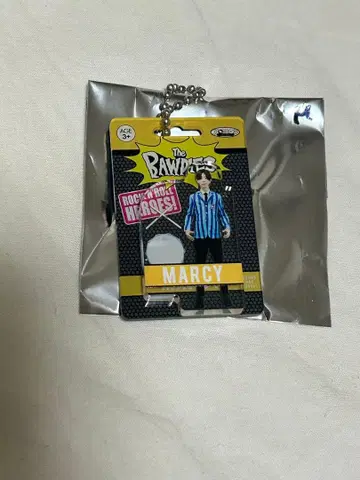 AGE
3+
The
BAWDIES
ROCK'N'ROLL
HEROES!
MARCY